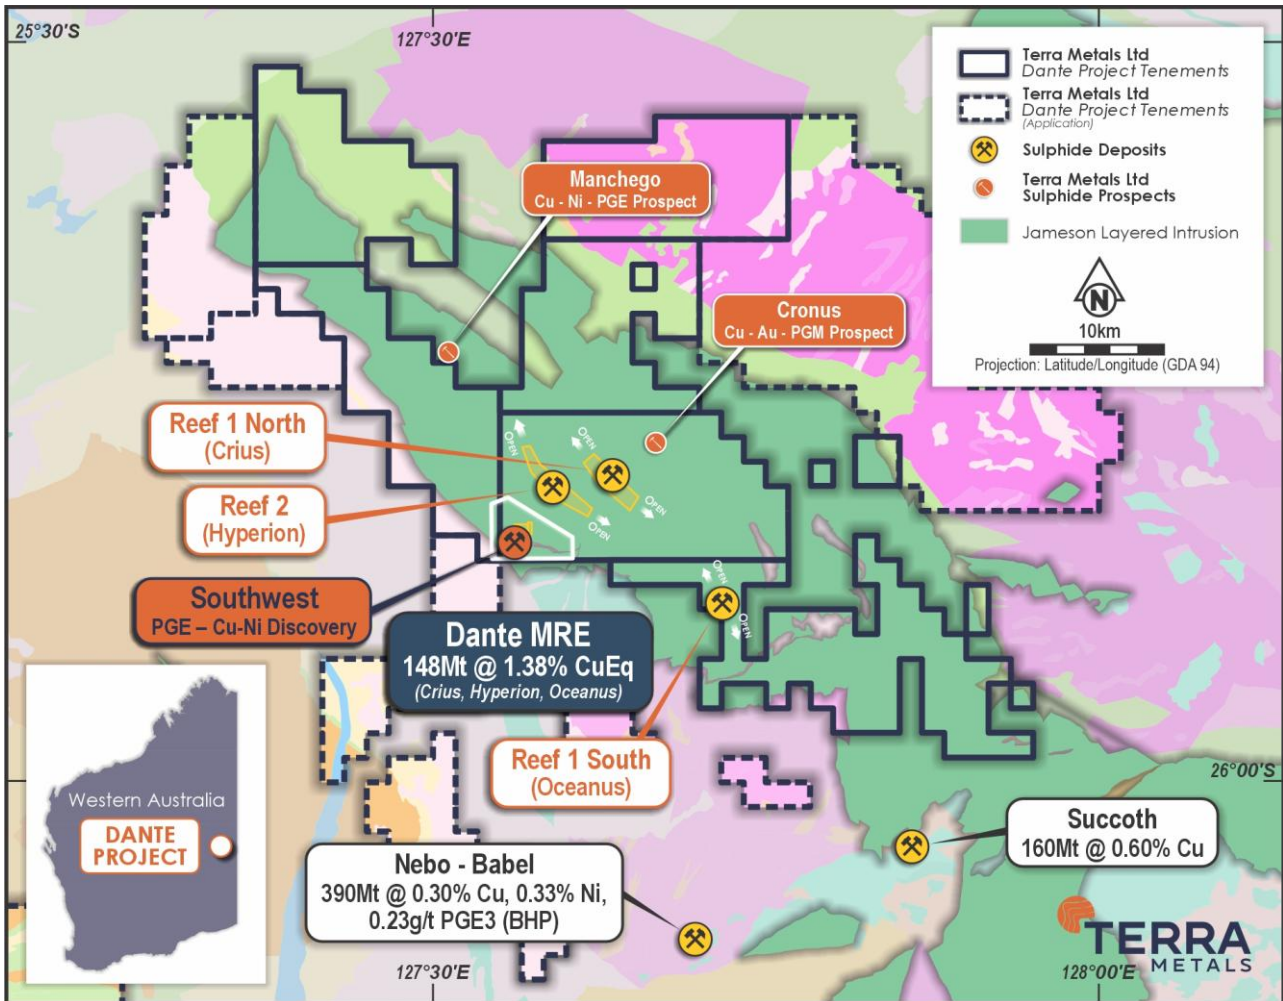 25°30'S
127°30'E
Terra Metals Ltd
Dante Project Tenements
Terra Metals Ltd
Dante Project Tenements
(Application)
Sulphide Deposits
Terra Metals Ltd
Sulphide Prospects
Jameson Layered Intrusion
N
10km
Projection: Latitude/Longitude (GDA 94)
Manchego
Cu - Ni - PGE Prospect
Cronus
Cu - Au - PGM Prospect
Reef 1 North
(Crius)
OPEN
OPEN
Reef 2
(Hyperion)
OPEN
OPEN
Southwest
PGE – Cu-Ni Discovery
OPEN
OPEN
Dante MRE
148Mt @ 1.38% CuEq
(Crius, Hyperion, Oceanus)
Reef 1 South
(Oceanus)
26°00'S
Western Australia
DANTE
PROJECT
Succoth
160Mt @ 0.60% Cu
Nebo - Babel
390Mt @ 0.30% Cu, 0.33% Ni,
0.23g/t PGE3 (BHP)
TERRA
METALS
127°30'E
128°00'E